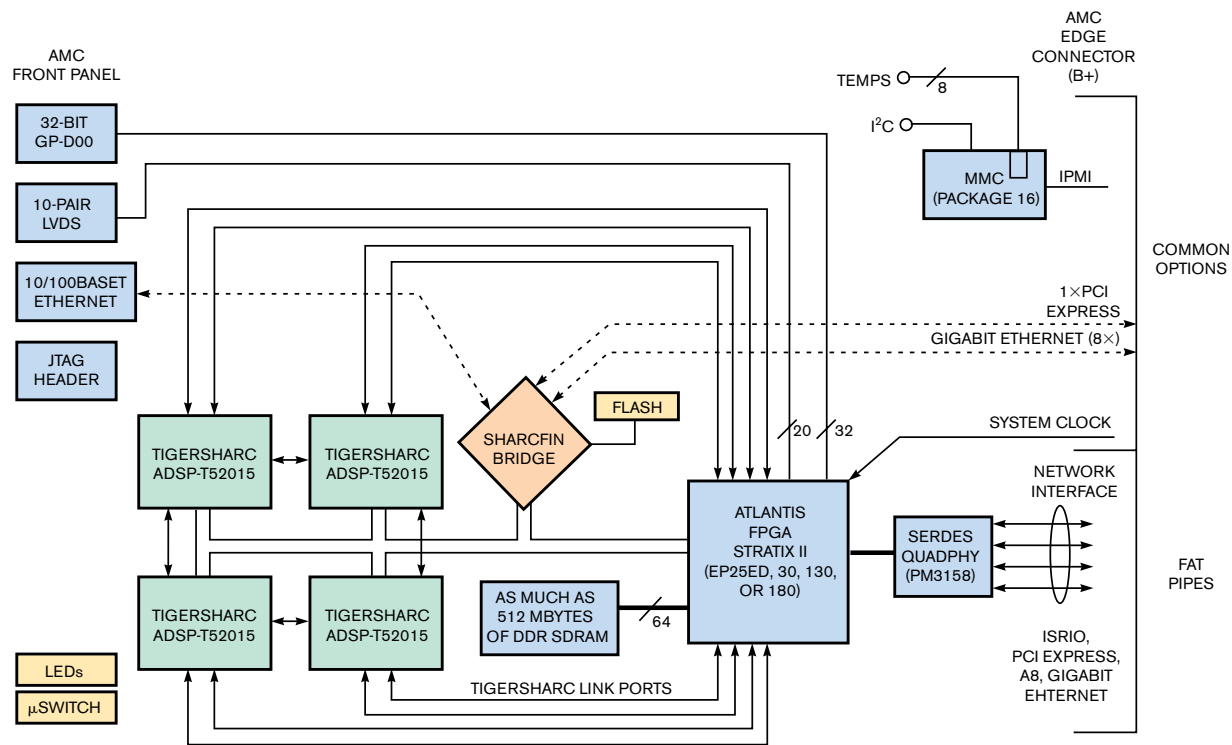 AMC
FRONT PANEL
32-BIT
GP-D00
10-PAIR
LVDS
10/100BASET
ETHERNET
JTAG
HEADER
LEDs
µSWITCH
TIGERSHARC
ADSP-T52015
TIGERSHARC
ADSP-T52015
TIGERSHARC
ADSP-T52015
TIGERSHARC
ADSP-T52015
SHARCFIN
BRIDGE
FLASH
AS MUCH AS
512 MBYTES
OF DDR SDRAM
64
TIGERSHARC LINK PORTS
20
32
ATLANTIS
FPGA
STRATIX II
(EP25ED, 30, 130,
OR 180)
TEMPS
8
I²C
MMC
(PACKAGE 16)
IPMI
AMC
EDGE
CONNECTOR
(B+)
COMMON
OPTIONS
1×PCI
EXPRESS
GIGABIT ETHERNET (8×)
SYSTEM CLOCK
NETWORK
INTERFACE
SERDES
QUADPHY
(PM3158)
FAT
PIPES
ISRIO,
PCI EXPRESS,
A8, GIGABIT
EHTERNET